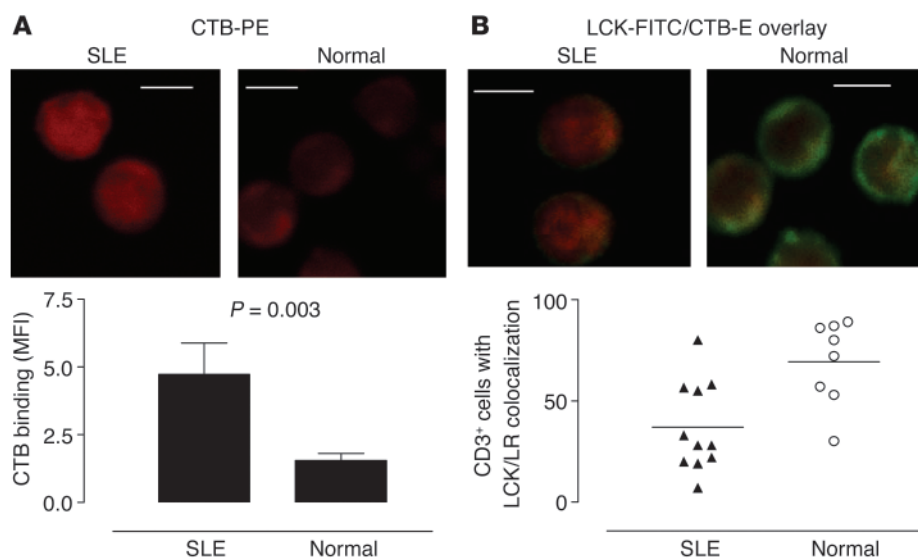 A CTB-PE
SLE Normal
7.5
5.0
2.5
0.0
CTB binding (MFI)
P = 0.003
SLE Normal
B LCK-FITC/CTB-E overlay
SLE Normal
100
50
0
CD3+ cells with
LCK/LR colocalization
SLE Normal